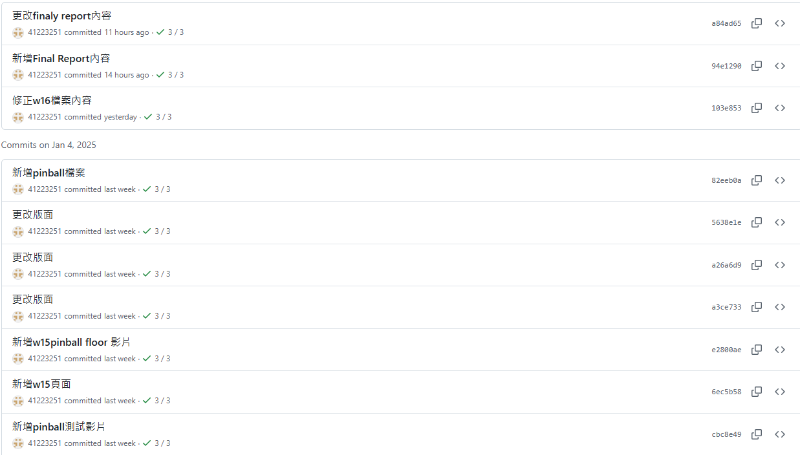 更改finaly report內容
41223251 committed 11 hours ago · ✓ 3 / 3
a84ad65
新增Final Report內容
41223251 committed 14 hours ago · ✓ 3 / 3
94e1290
修正w16檔案內容
41223251 committed yesterday · ✓ 3 / 3
103e853
Commits on Jan 4, 2025
新增pinball檔案
41223251 committed last week · ✓ 3 / 3
82eeb0a
更改版面
41223251 committed last week · ✓ 3 / 3
5638e1e
更改版面
41223251 committed last week · ✓ 3 / 3
a26a6d9
更改版面
41223251 committed last week · ✓ 3 / 3
a3ce733
新增w15pinball floor 影片
41223251 committed last week · ✓ 3 / 3
e2800ae
新增w15頁面
41223251 committed last week · ✓ 3 / 3
6ec5b58
新增pinball測試影片
41223251 committed last week · ✓ 3 / 3
cbc8e49